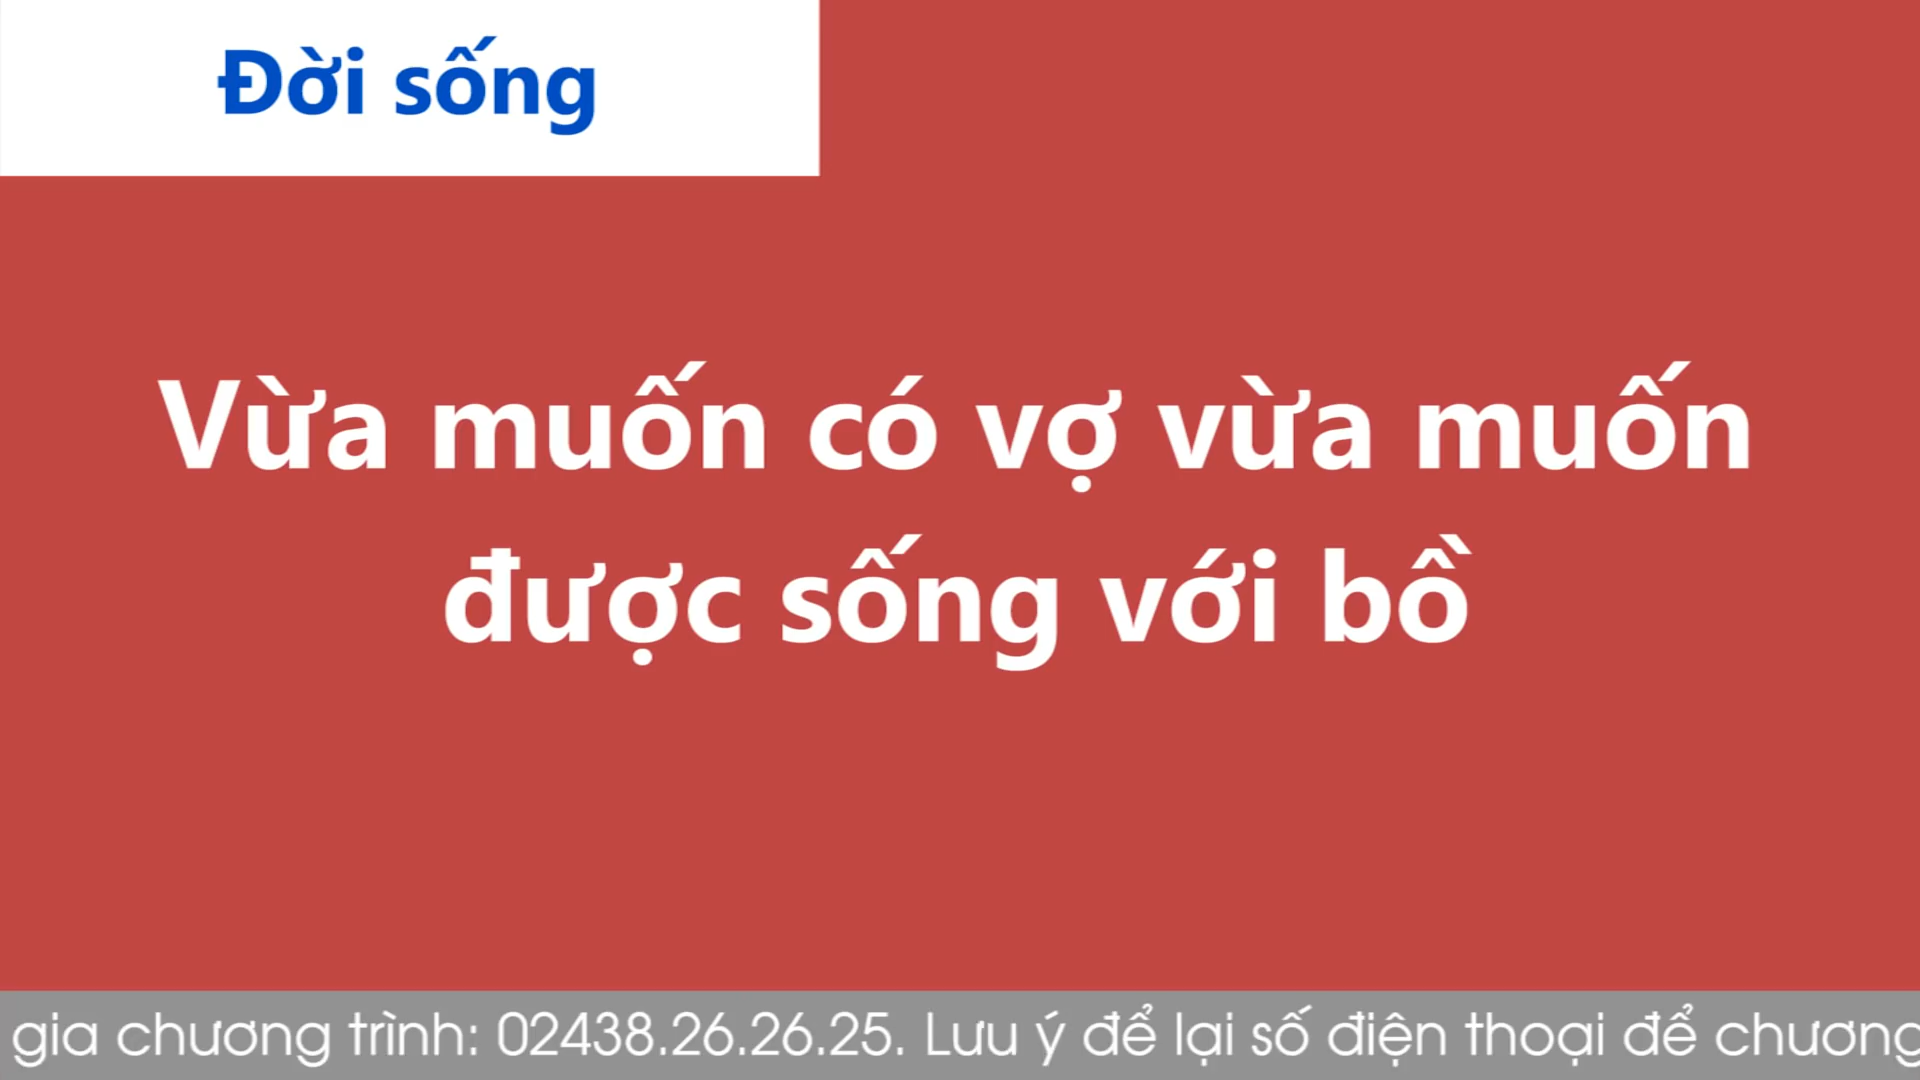 Đời sống
Vừa muốn có vợ vừa muốn
được sống với bồ
gia chương trình: 02438.26.26.25. Lưu ý để lại số điện thoại để chương